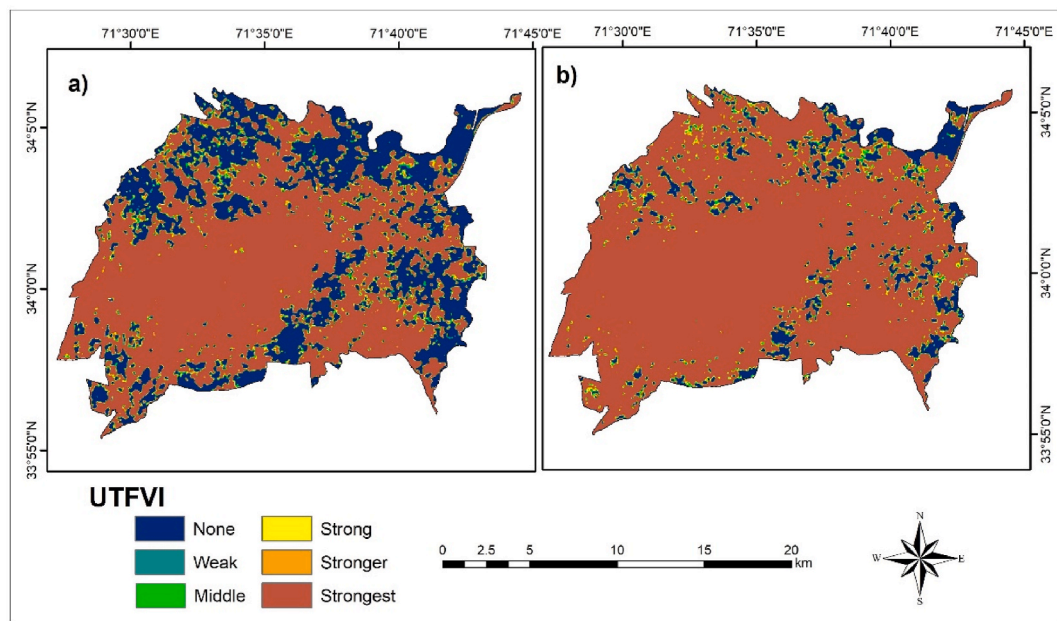 71°30'0"E 71°35'0"E 71°40'0"E 71°45'0"E 71°30'0"E 71°35'0"E 71°40'0"E 71°45'0"E
a) b)
34°5'0"N 34°5'0"N
34°0'0"N 34°0'0"N
33°55'0"N 33°55'0"N
UTFVI
None Strong
Weak Stronger
Middle Strongest
0 1.25 2.5 5 10 15 20
km
N
W E
S